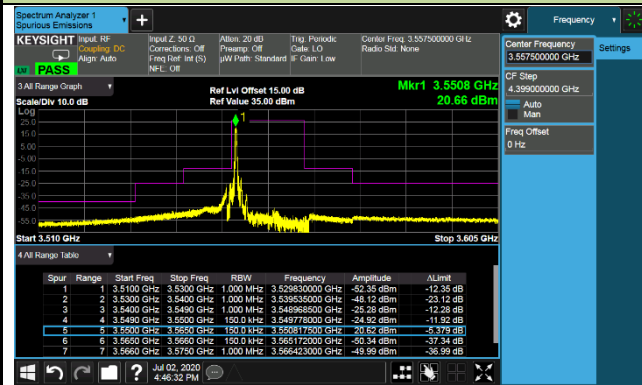 Spectrum Analyzer 1
Spurious Emissions
Frequency
KEYSIGHT
Input: RF
Coupling: DC
Align: Auto
Input Z: 50 Ω
Corrections: Off
Freq Ref: Int (S)
NFE: Off
Atten: 20 dB
Preamp: Off
µW Path: Standard
Trig: Periodic
Gate: LO
IF Gain: Low
Center Freq: 3.557500000 GHz
Radio Std: None
PASS
Center Frequency
3.557500000 GHz
Settings
CF Step
4.399000000 GHz
Auto
Man
Freq Offset
0 Hz
3 All Range Graph
Scale/Div 10.0 dB
Ref Lvl Offset 15.00 dB
Ref Value 35.00 dBm
Mkr1 3.5508 GHz
20.66 dBm
Log
25.0
15.0
5.00
-5.00
-15.0
-25.0
-35.0
-45.0
-55.0
1
Start 3.510 GHz
Stop 3.605 GHz
4 All Range Table
Spur Range Start Freq Stop Freq RBW Frequency Amplitude ΔLimit
1 1 3.5100 GHz 3.5300 GHz 1.000 MHz 3.529830000 GHz -52.35 dBm -12.35 dB
2 2 3.5300 GHz 3.5400 GHz 1.000 MHz 3.539535000 GHz -48.12 dBm -23.12 dB
3 3 3.5400 GHz 3.5490 GHz 1.000 MHz 3.548968500 GHz -25.28 dBm -12.28 dB
4 4 3.5490 GHz 3.5500 GHz 150.0 kHz 3.549778000 GHz -24.92 dBm -11.92 dB
5 5 3.5500 GHz 3.5650 GHz 150.0 kHz 3.550817500 GHz 20.62 dBm -5.379 dB
6 6 3.5650 GHz 3.5660 GHz 150.0 kHz 3.565172000 GHz -50.34 dBm -37.34 dB
7 7 3.5660 GHz 3.5750 GHz 1.000 MHz 3.566423000 GHz -49.99 dBm -36.99 dB
Jul 02, 2020
4:46:32 PM